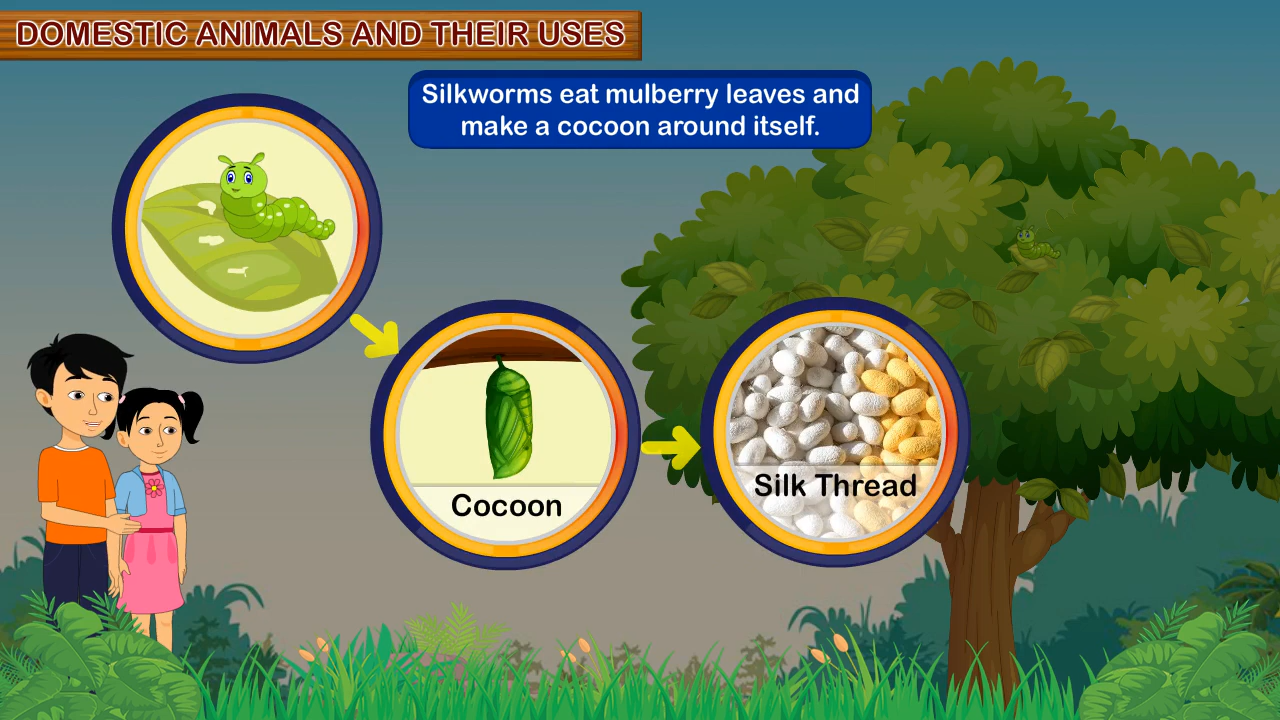 DOMESTIC ANIMALS AND THEIR USES
Silkworms eat mulberry leaves and
make a cocoon around itself.
Cocoon
Silk Thread